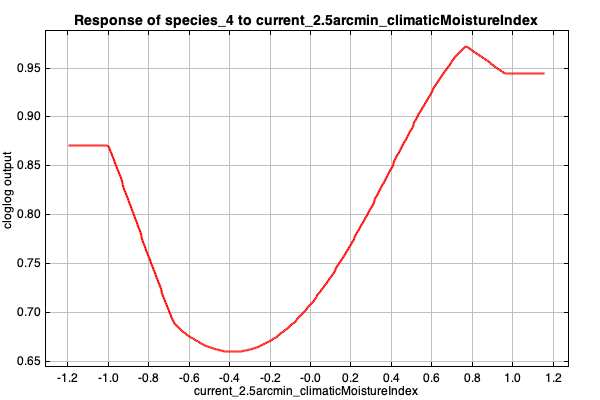 Response of species_4 to current_2.5arcmin_climaticMoistureIndex
cloglog output
0.95
0.90
0.85
0.80
0.75
0.70
0.65
-1.2 -1.0 -0.8 -0.6 -0.4 -0.2 -0.0 0.2 0.4 0.6 0.8 1.0 1.2
current_2.5arcmin_climaticMoistureIndex